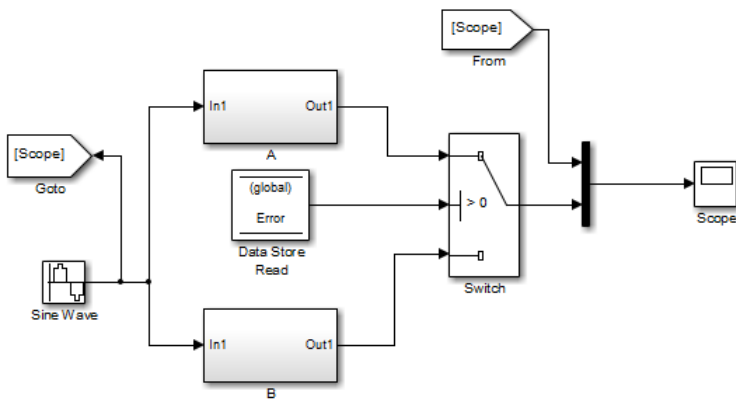 [Scope]
From
In1
Out1
A
[Scope]
Goto
(global)
Error
Data Store
Read
> 0
Switch
Scope
Sine Wave
In1
Out1
B